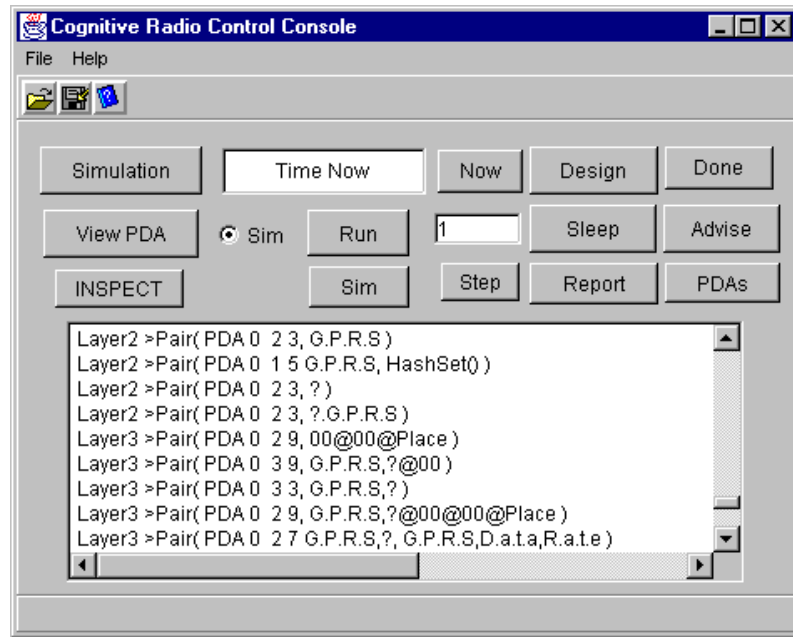 Cognitive Radio Control Console
File Help
Simulation Time Now Now Design Done
View PDA Sim Run 1 Sleep Advise
INSPECT Sim Step Report PDAs
Layer2 >Pair( PDA 0 2 3, G.P.R.S )
Layer2 >Pair( PDA 0 1 5 G.P.R.S, HashSet() )
Layer2 >Pair( PDA 0 2 3, ? )
Layer2 >Pair( PDA 0 2 3, ?.G.P.R.S )
Layer3 >Pair( PDA 0 2 9, 00@00@Place )
Layer3 >Pair( PDA 0 3 9, G.P.R.S,?@00 )
Layer3 >Pair( PDA 0 3 3, G.P.R.S,? )
Layer3 >Pair( PDA 0 2 9, G.P.R.S,?@00@00@Place )
Layer3 >Pair( PDA 0 2 7 G.P.R.S,?, G.P.R.S,D.a.t.a,R.a.t.e )